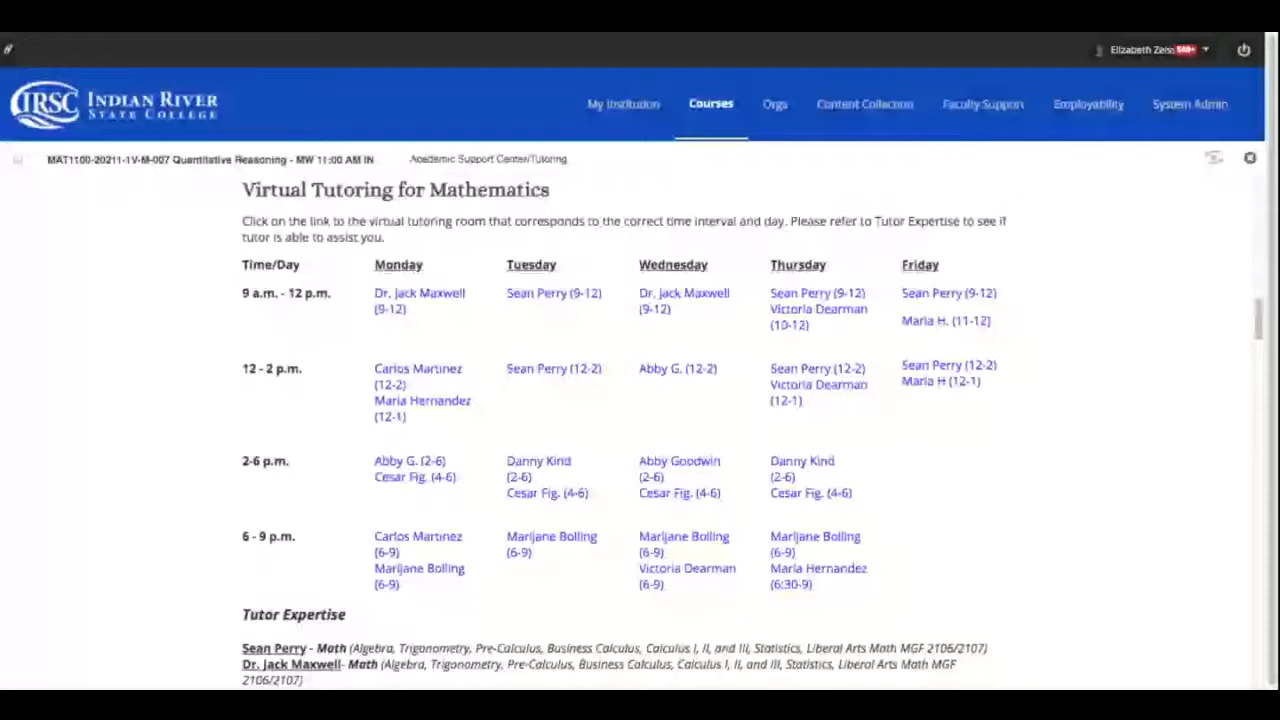 Elizabeth Zeiss 500+
IRSC INDIAN RIVER STATE COLLEGE
My Institution Courses Orgs Content Collection Faculty Support Employability System Admin
MAT1100-20211-1V-M-007 Quantitative Reasoning - MW 11:00 AM IN Academic Support Center/Tutoring
Virtual Tutoring for Mathematics
Click on the link to the virtual tutoring room that corresponds to the correct time interval and day. Please refer to Tutor Expertise to see if
tutor is able to assist you.
Time/Day Monday Tuesday Wednesday Thursday Friday
9 a.m. - 12 p.m. Dr. Jack Maxwell Sean Perry (9-12) Dr. Jack Maxwell Sean Perry (9-12) Sean Perry (9-12)
(9-12) (9-12) Victoria Dearman
(10-12) Maria H. (11-12)
12 - 2 p.m. Carlos Martinez Sean Perry (12-2) Abby G. (12-2) Sean Perry (12-2) Sean Perry (12-2)
(12-2) Victoria Dearman Maria H (12-1)
Maria Hernandez (12-1)
(12-1)
2-6 p.m. Abby G. (2-6) Danny Kind Abby Goodwin Danny Kind
Cesar Fig. (4-6) (2-6) (2-6) (2-6)
Cesar Fig. (4-6) Cesar Fig. (4-6) Cesar Fig. (4-6)
6 - 9 p.m. Carlos Martinez Marijane Bolling Marijane Bolling Marijane Bolling
(6-9) (6-9) (6-9) (6-9)
Marijane Bolling Victoria Dearman Maria Hernandez
(6-9) (6-9) (6:30-9)
Tutor Expertise
Sean Perry - Math (Algebra, Trigonometry, Pre-Calculus, Business Calculus, Calculus I, II, and III, Statistics, Liberal Arts Math MGF 2106/2107)
Dr. Jack Maxwell- Math (Algebra, Trigonometry, Pre-Calculus, Business Calculus, Calculus I, II, and III, Statistics, Liberal Arts Math MGF
2106/2107)